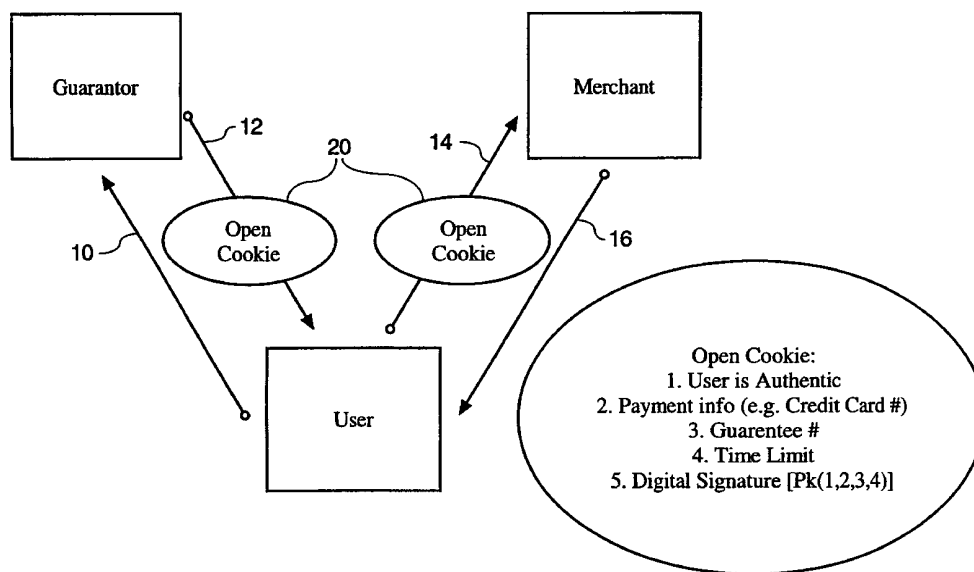 Guarantor
Merchant
12
20
14
Open
Cookie
Open
Cookie
10
16
User
Open Cookie:
1. User is Authentic
2. Payment info (e.g. Credit Card #)
3. Guarentee #
4. Time Limit
5. Digital Signature [Pk(1,2,3,4)]